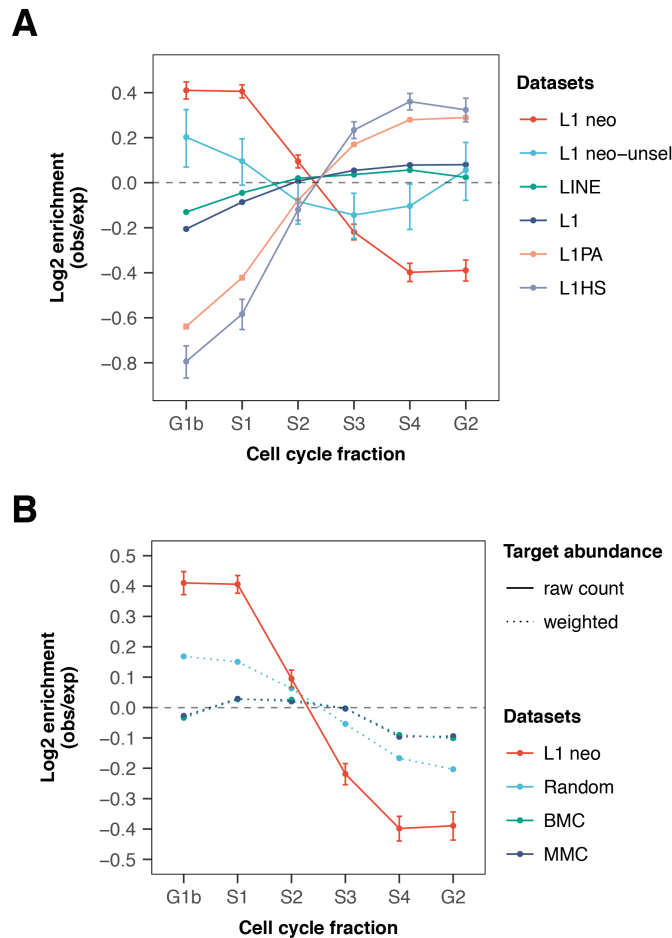 A
Log2 enrichment
(obs/exp)
0.4
0.2
0.0
−0.2
−0.4
−0.6
−0.8
G1b S1 S2 S3 S4 G2
Cell cycle fraction
Datasets
L1 neo
L1 neo−unsel
LINE
L1
L1PA
L1HS
B
Log2 enrichment
(obs/exp)
0.5
0.4
0.3
0.2
0.1
0.0
−0.1
−0.2
−0.3
−0.4
−0.5
G1b S1 S2 S3 S4 G2
Cell cycle fraction
Target abundance
raw count
weighted
Datasets
L1 neo
Random
BMC
MMC